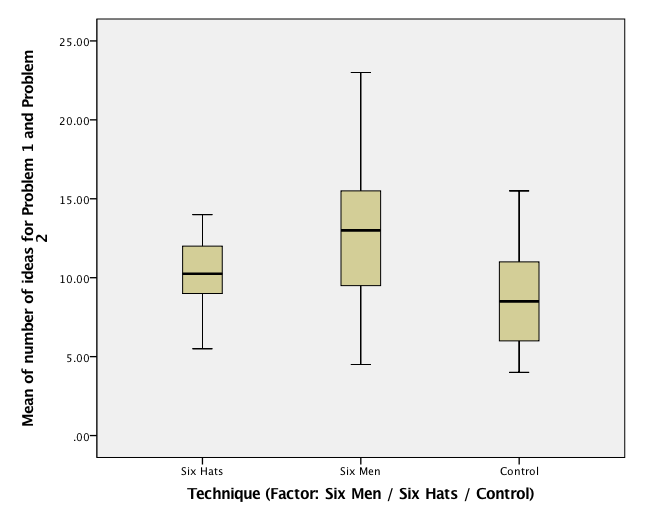 25.00
20.00
15.00
10.00
5.00
.00
Mean of number of ideas for Problem 1 and Problem
2
Six Hats
Six Men
Control
Technique (Factor: Six Men / Six Hats / Control)